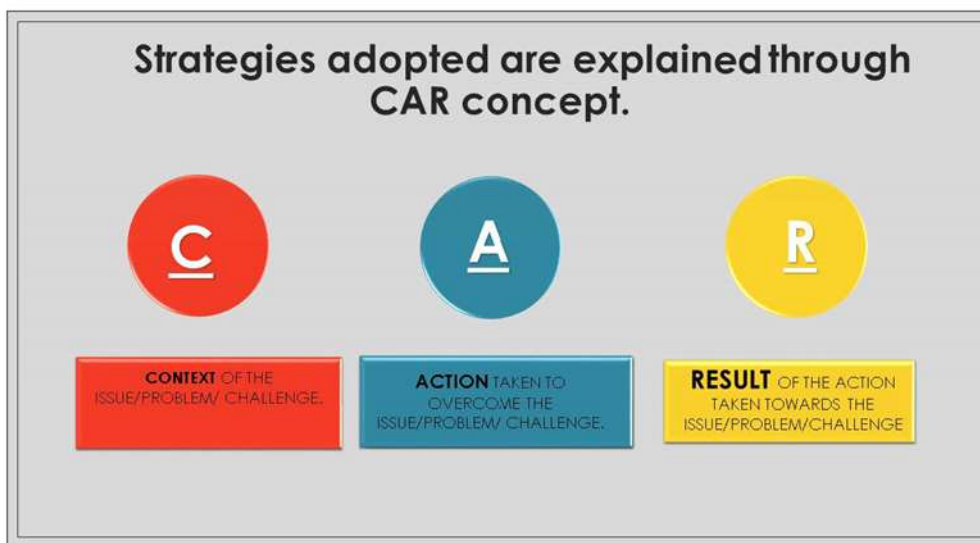 Strategies adopted are explained through
CAR concept.
C
A
R
CONTEXT OF THE
ISSUE/PROBLEM/ CHALLENGE.
ACTION TAKEN TO
OVERCOME THE
ISSUE/PROBLEM/ CHALLENGE.
RESULT OF THE ACTION
TAKEN TOWARDS THE
ISSUE/PROBLEM/CHALLENGE